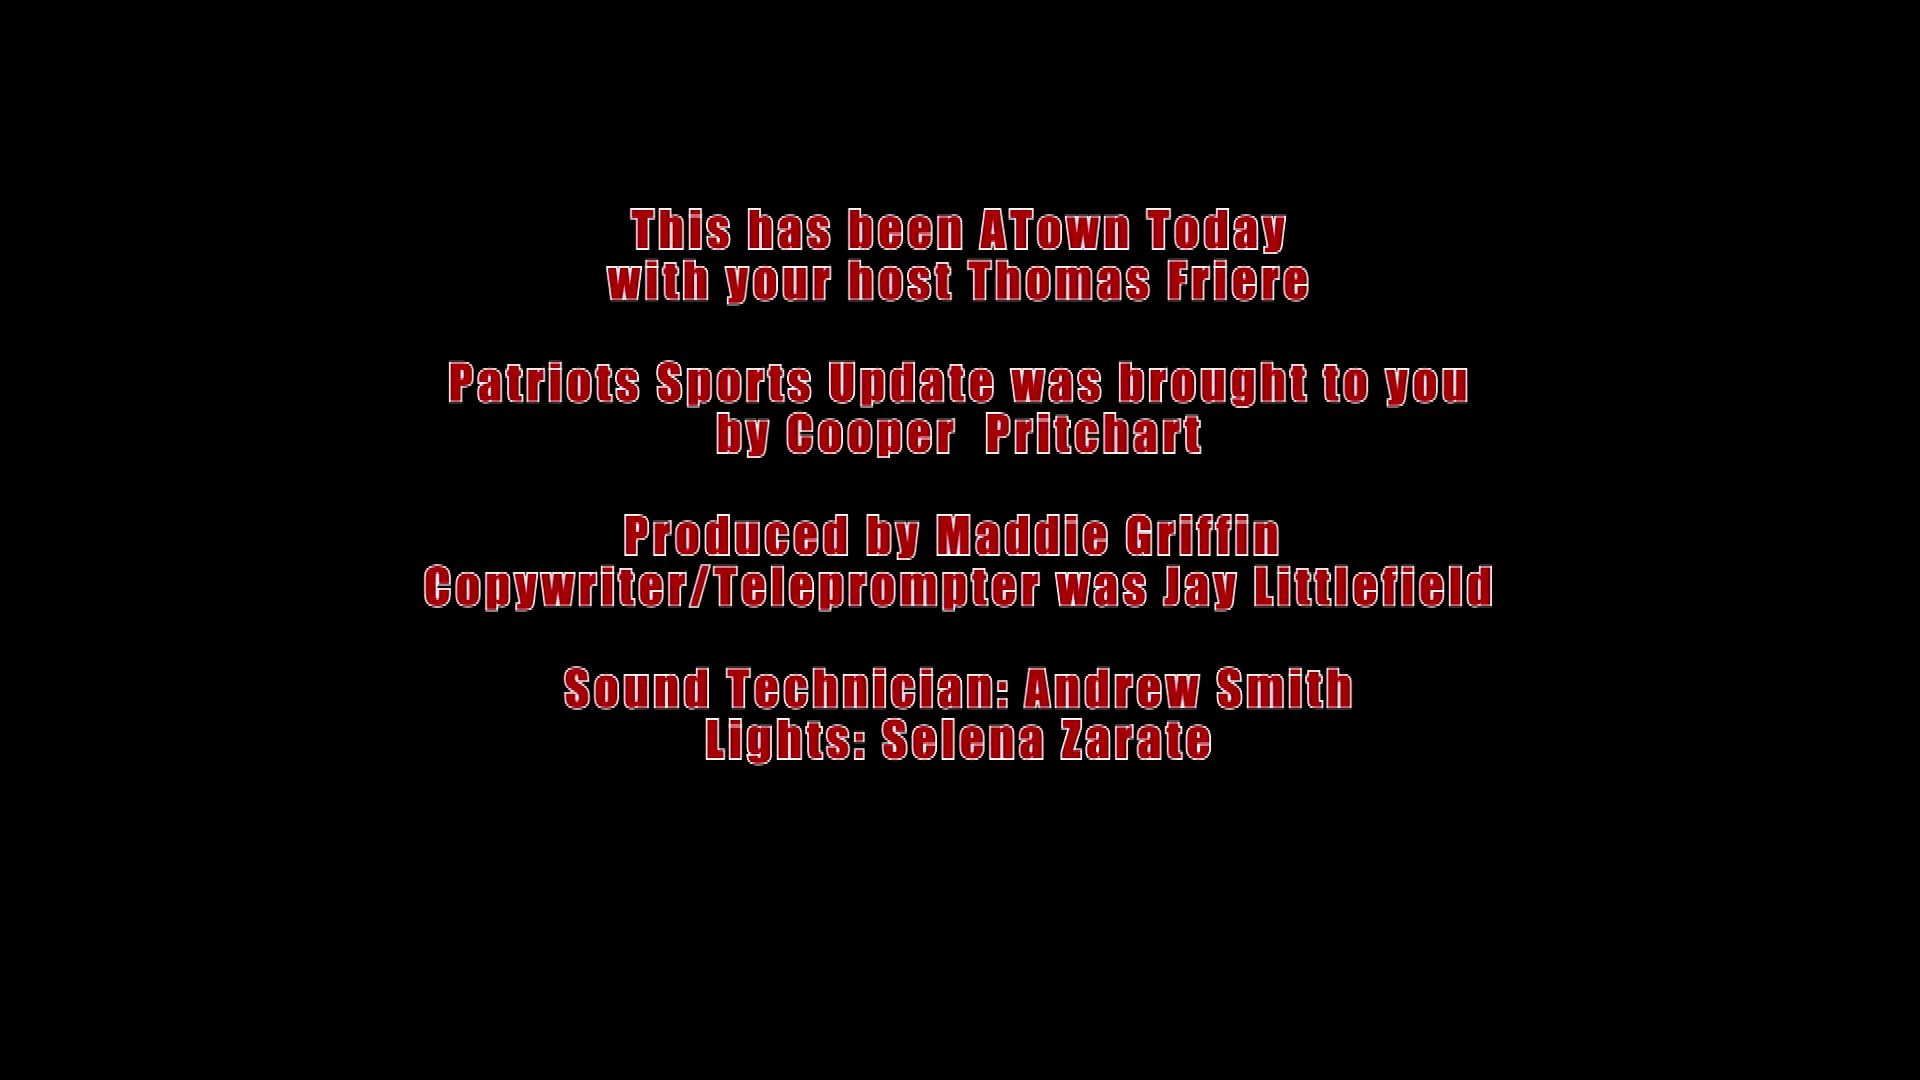 This has been ATown Today
with your host Thomas Friere
Patriots Sports Update was brought to you
by Cooper  Pritchart
Produced by Maddie Griffin
Copywriter/Teleprompter was Jay Littlefield
Sound Technician: Andrew Smith
Lights: Selena Zarate